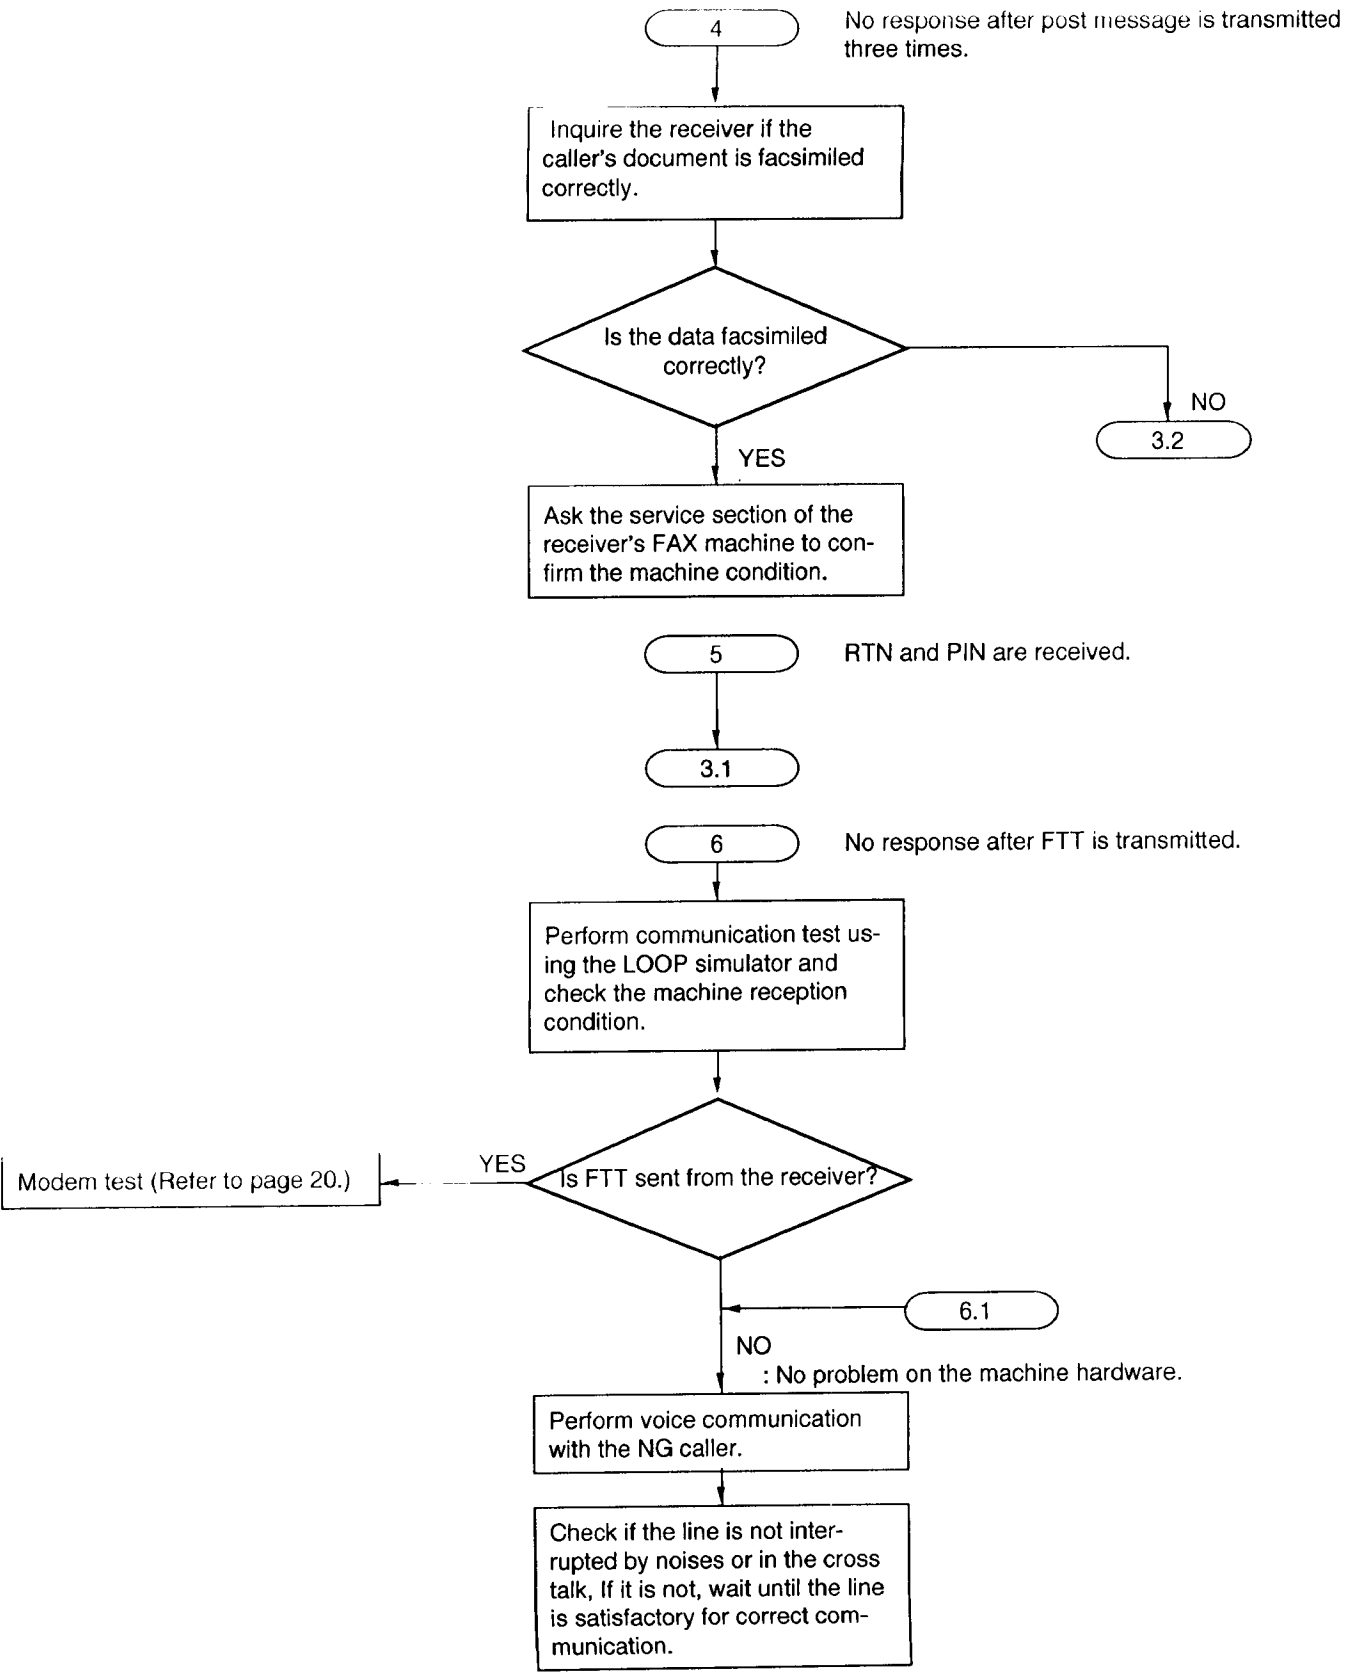 4
No response after post message is transmitted
three times.
Inquire the receiver if the
caller's document is facsimiled
correctly.
Is the data facsimiled
correctly?
NO
3.2
YES
Ask the service section of the
receiver's FAX machine to con-
firm the machine condition.
5
RTN and PIN are received.
3.1
6
No response after FTT is transmitted.
Perform communication test us-
ing the LOOP simulator and
check the machine reception
condition.
YES
Is FTT sent from the receiver?
Modem test (Refer to page 20.)
6.1
NO
: No problem on the machine hardware.
Perform voice communication
with the NG caller.
Check if the line is not inter-
rupted by noises or in the cross
talk, If it is not, wait until the line
is satisfactory for correct com-
munication.